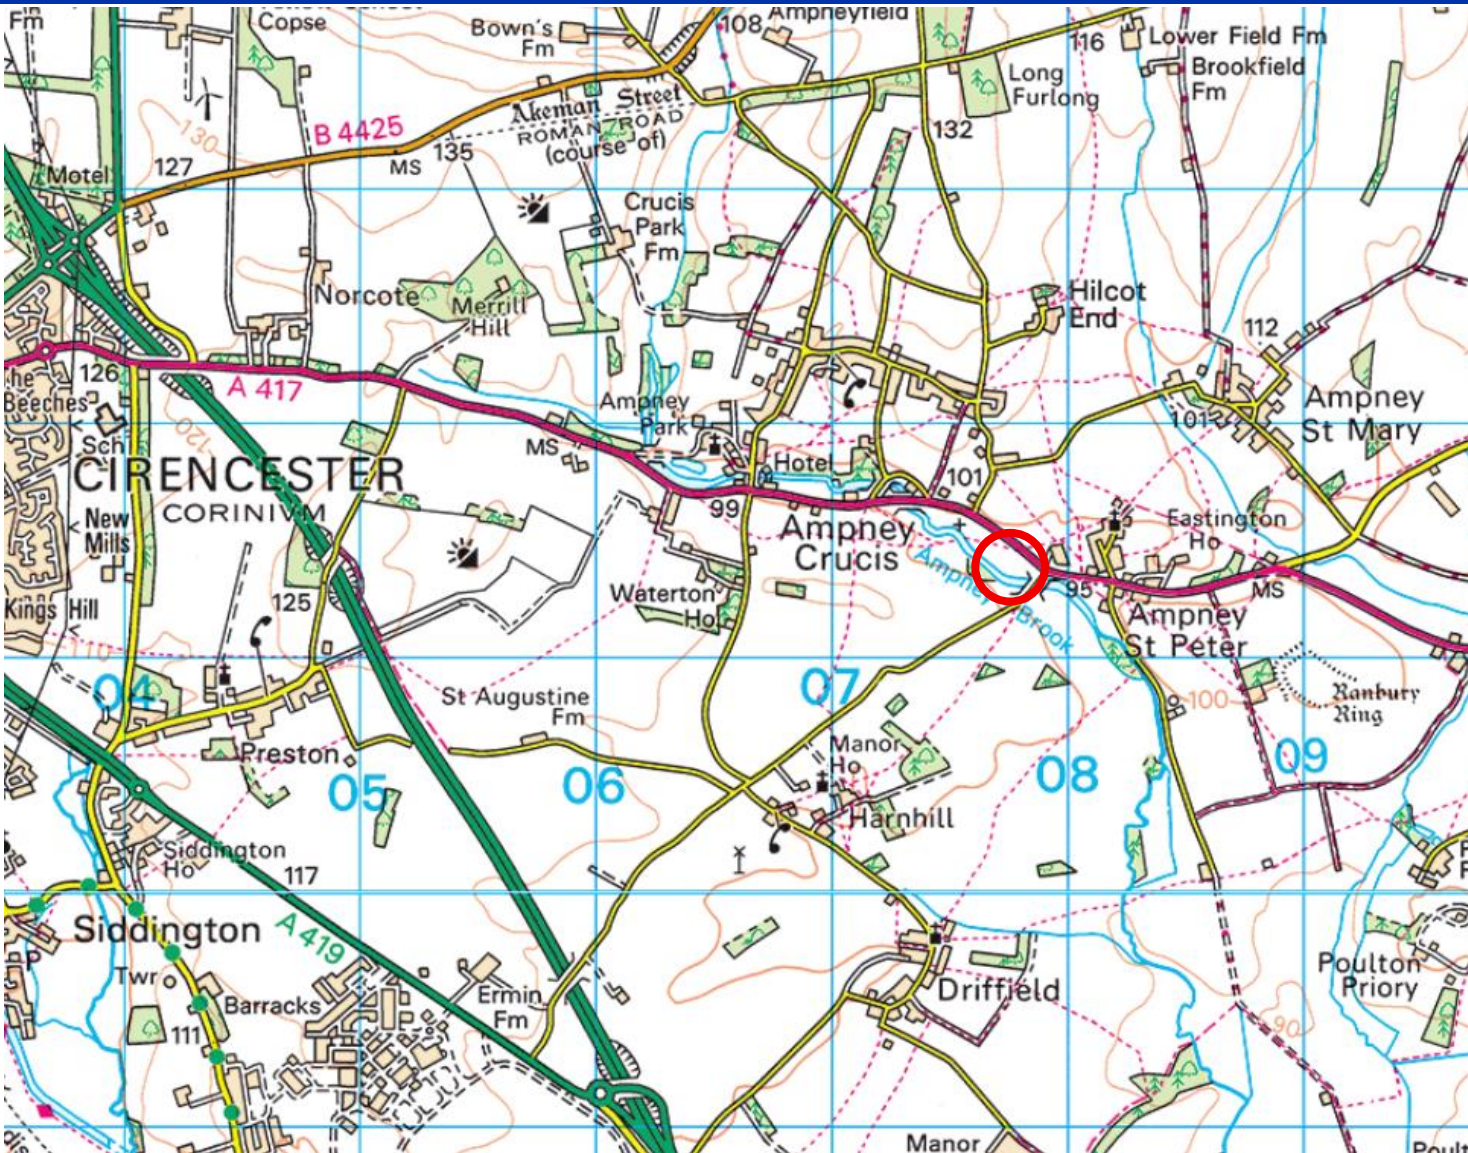 Fm
Copse
Bown's
Fm
108
Ampneyfield
116
Lower Field Fm
Brookfield
Fm
Long
Furlong
Akeman Street
ROMAN ROAD
(course of)
B 4425
130
132
MS
135
Motel
127
Crucis
Park
Fm
Norcote
Merrill
Hill
Hilcot
End
112
126
A 417
The
Beeches
Sch
120
Ampney
Park
MS
Hotel
101
101
Ampney
St Mary
CIRENCESTER
CORINIVM
New
Mills
99
Ampney
Crucis
Eastington
Ho
Kings Hill
125
Waterton
Ho
Ampney
Brook
95
MS
Ampney
St Peter
110
04
St Augustine
Fm
07
100
Ranbury
Ring
Preston
05
06
Manor
Ho
08
09
Harnhill
Siddington
Ho
117
A 419
Siddington
P
Twr
Barracks
Ermin
Fm
Driffield
Poulton
Priory
111
90
Manor